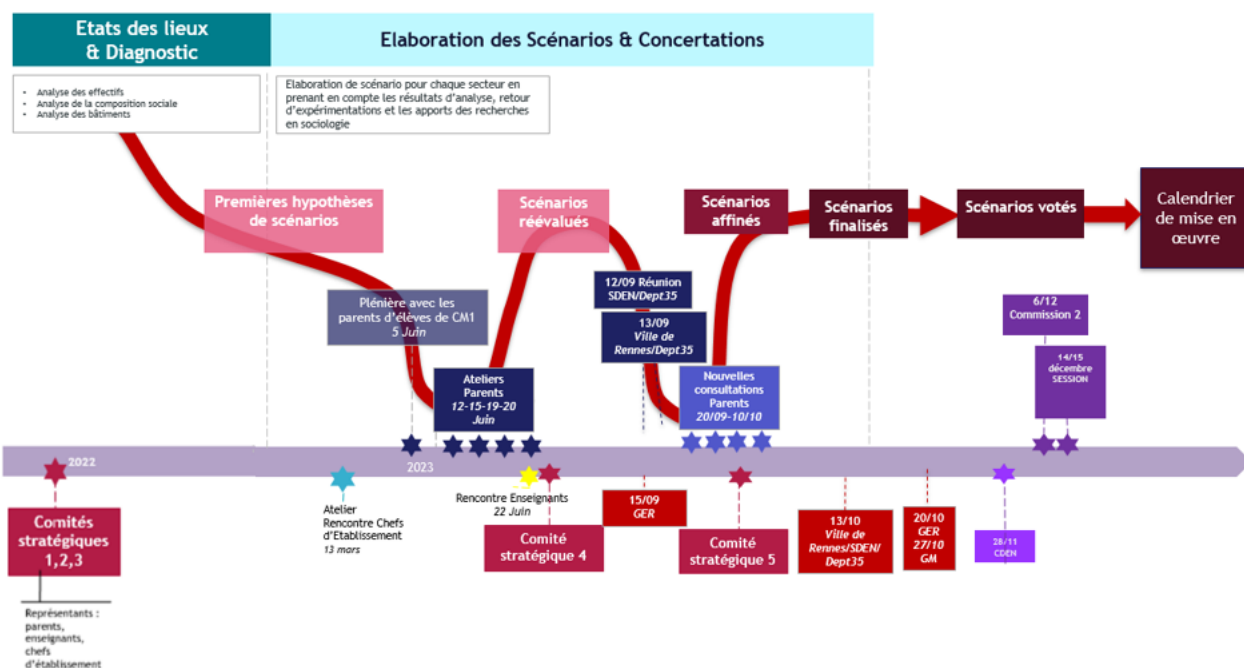 Etats des lieux
& Diagnostic
Elaboration des Scénarios & Concertations
• Analyse des effectifs
• Analyse de la composition sociale
• Analyse des bâtiments
Elaboration de scénario pour chaque secteur en
prenant en compte les résultats d'analyse, retour
d'expérimentations et les apports des recherches
en sociologie
Premières hypothèses
de scénarios
Scénarios
réévalués
Scénarios
affinés
Scénarios
finalisés
Scénarios votés
Calendrier
de mise en
œuvre
Plénière avec les
parents d'élèves de CM1
5 Juin
12/09 Réunion
SDEN/Dept35
13/09
Ville de
Rennes/Dept35
Ateliers
Parents
12-15-19-20
Juin
Nouvelles
consultations
Parents
20/09-10/10
6/12
Commission 2
14/15
décembre
SESSION
2022
2023
Comités
stratégiques
1,2,3
Représentants :
parents,
enseignants,
chefs
d'établissement
Atelier
Rencontre Chefs
d'Etablissement
13 mars
Rencontre Enseignants
22 Juin
Comité
stratégique 4
15/09
GER
Comité
stratégique 5
13/10
Ville de
Rennes/SDEN/
Dept35
20/10
GER
27/10
GM
28/11
CDEN